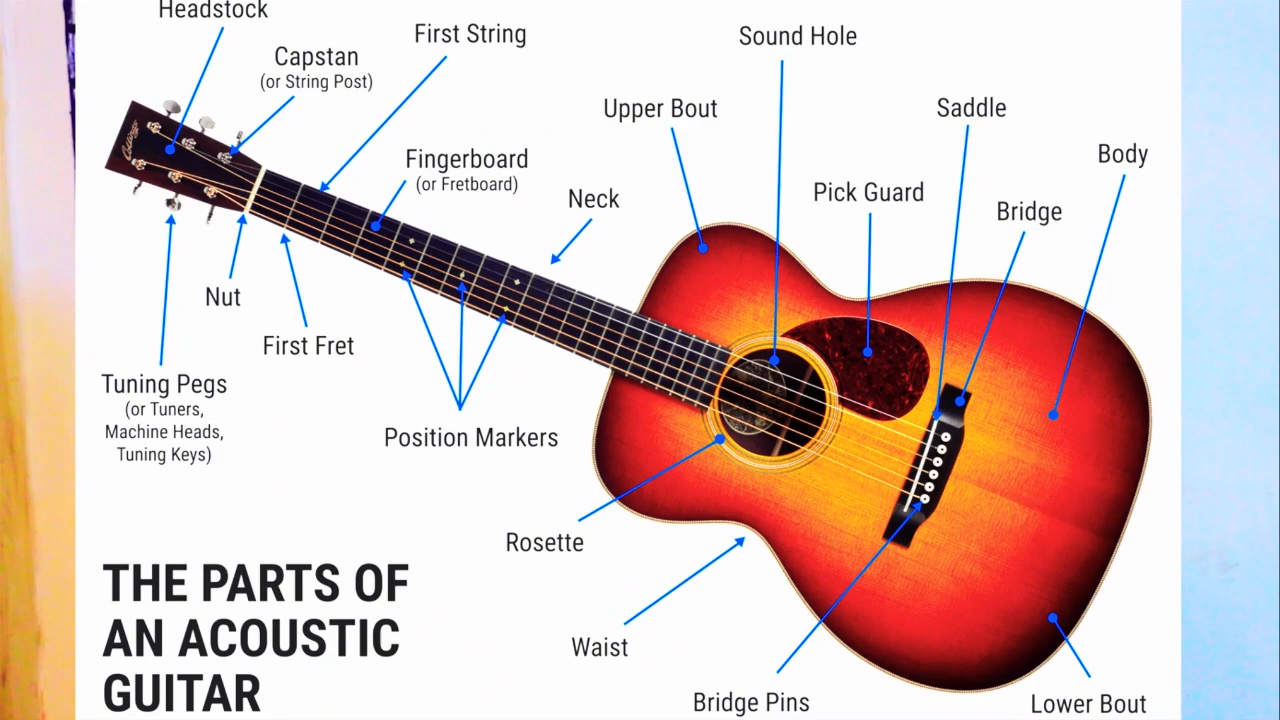 Headstock
Capstan
(or String Post)
First String
Sound Hole
Upper Bout
Saddle
Body
Fingerboard
(or Fretboard)
Neck
Pick Guard
Bridge
Collings
Nut
First Fret
Tuning Pegs
(or Tuners,
Machine Heads,
Tuning Keys)
Position Markers
Rosette
Waist
Bridge Pins
Lower Bout
THE PARTS OF
AN ACOUSTIC
GUITAR